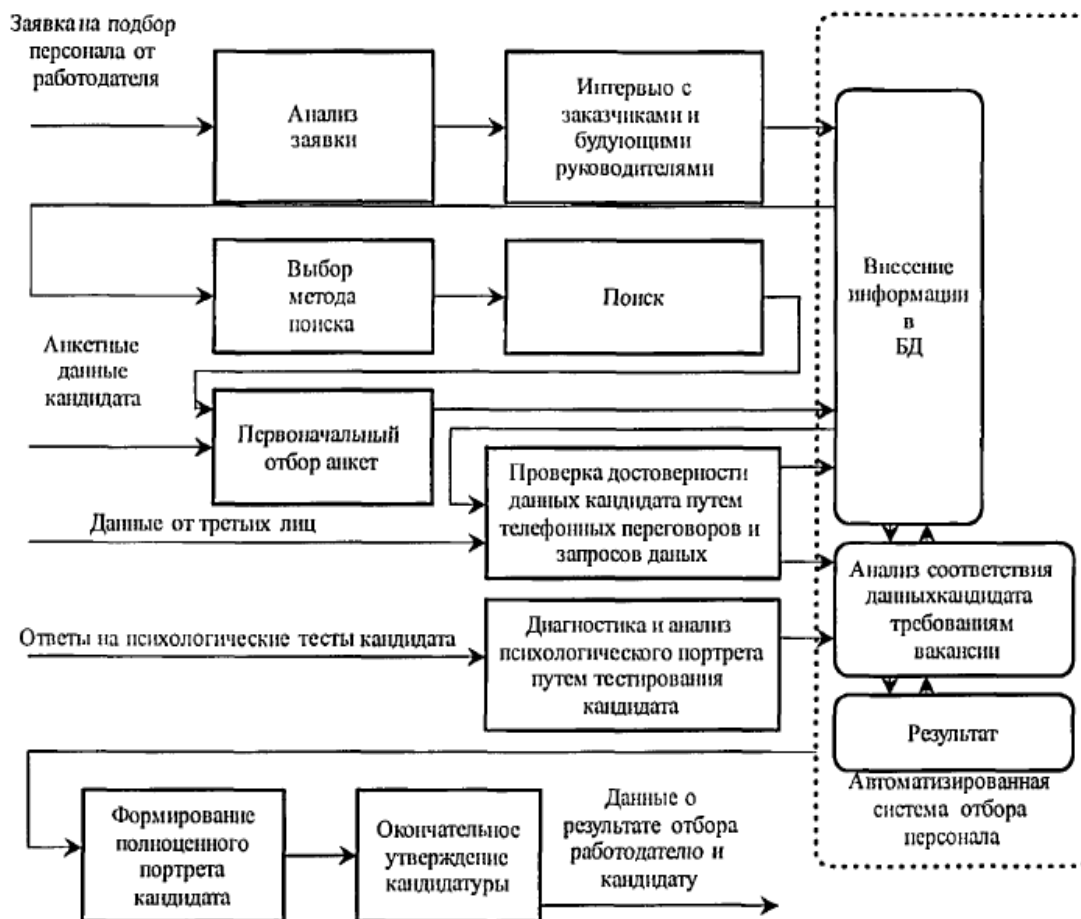 Заявка на подбор
персонала от
работодателя
Анализ
заявки
Интервью с
заказчиками и
будующими
руководителями
Внесение
информации
в
БД
Выбор
метода
поиска
Поиск
Анкетные
данные
кандидата
Первоначальный
отбор анкет
Проверка достоверности
данных кандидата путем
телефонных переговоров и
запросов даных
Данные от третьих лиц
Анализ соответствия
данныхкандидата
требованиям
вакансии
Ответы на психологические тесты кандидата
Диагностика и анализ
психологического портрета
путем тестирования
кандидата
Результат
Автоматизированная
система отбора
персонала
Формирование
полноценного
портрета
кандидата
Окончательное
утверждение
кандидатуры
Данные о
результате отбора
работодателю и
кандидату